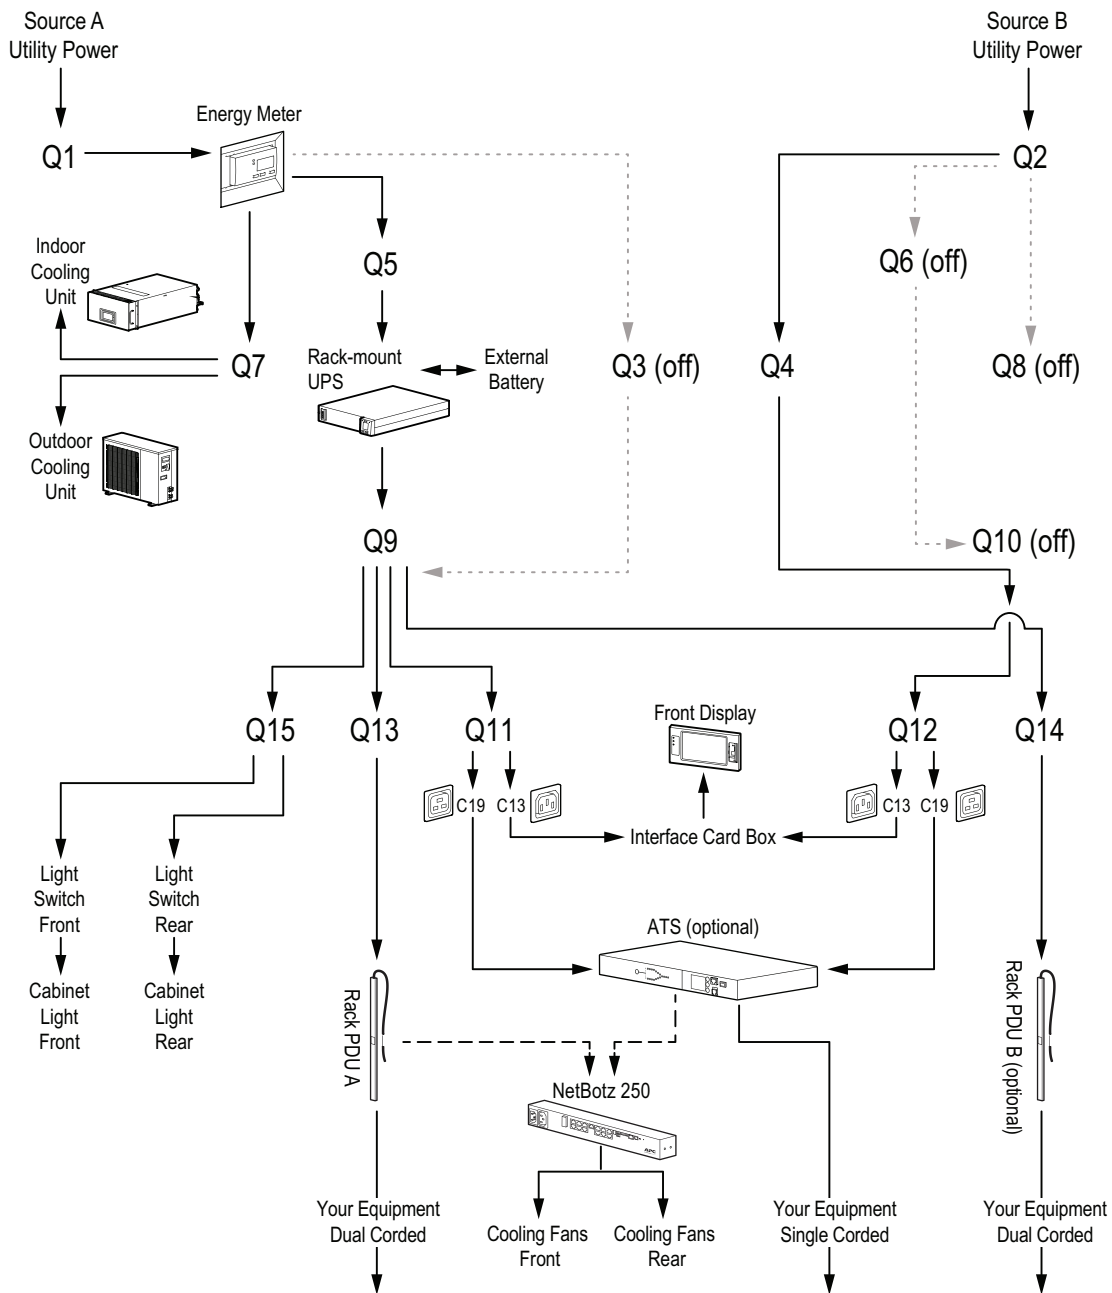 Source A
Utility Power
Source B
Utility Power
Energy Meter
Q1
Q2
Indoor
Cooling
Unit
Q5
Q6 (off)
Q7
Rack-mount
UPS
External
Battery
Q3 (off)
Q4
Q8 (off)
Outdoor
Cooling
Unit
Q9
Q10 (off)
Q15
Q13
Q11
Front Display
Q12
Q14
C19
C13
C13
C19
Interface Card Box
Light
Switch
Front
Light
Switch
Rear
ATS (optional)
Cabinet
Light
Front
Cabinet
Light
Rear
Rack PDU A
Rack PDU B (optional)
NetBotz 250
APC
Your Equipment
Dual Corded
Cooling Fans
Front
Cooling Fans
Rear
Your Equipment
Single Corded
Your Equipment
Dual Corded